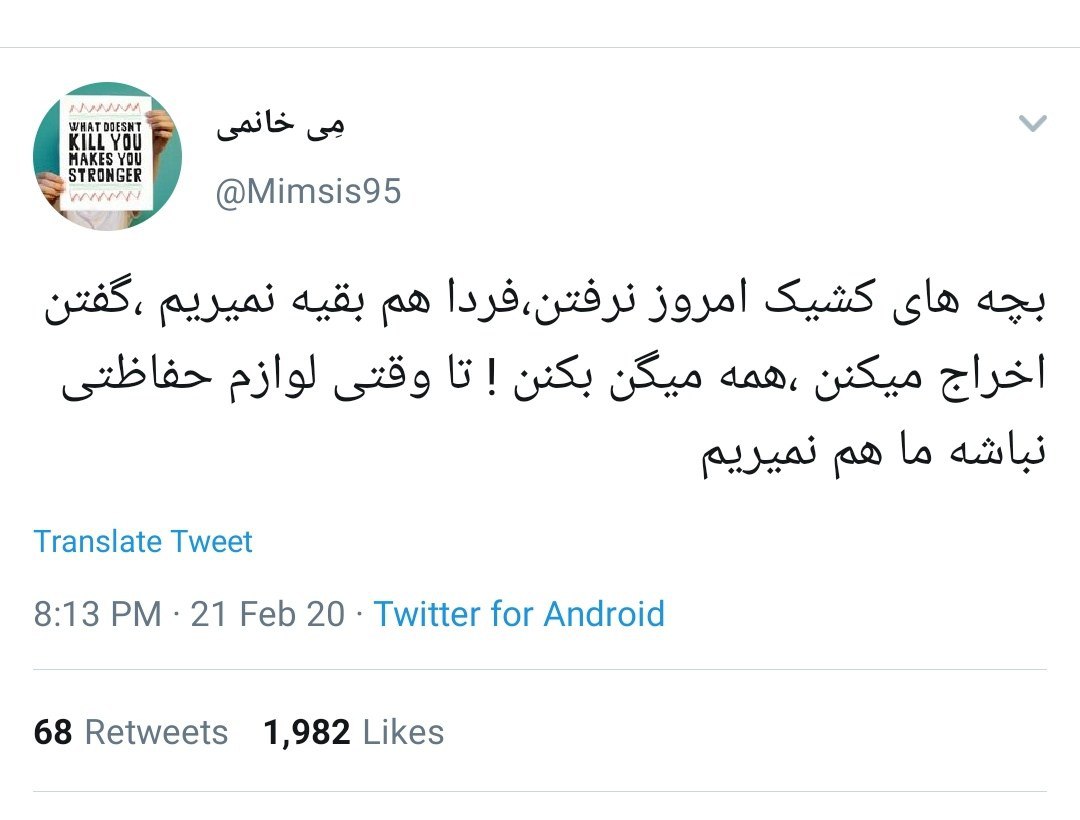 WHAT DOESN'T
KILL YOU
MAKES YOU
STRONGER
مِی خانمی
@Mimsis95
بچه های کشیک امروز نرفتن،فردا هم بقیه نمیریم ،گفتن
اخراج میکنن ،همه میگن بکنن ! تا وقتی لوازم حفاظتی
نباشه ما هم نمیریم
Translate Tweet
8:13 PM · 21 Feb 20 · Twitter for Android
68 Retweets 1,982 Likes